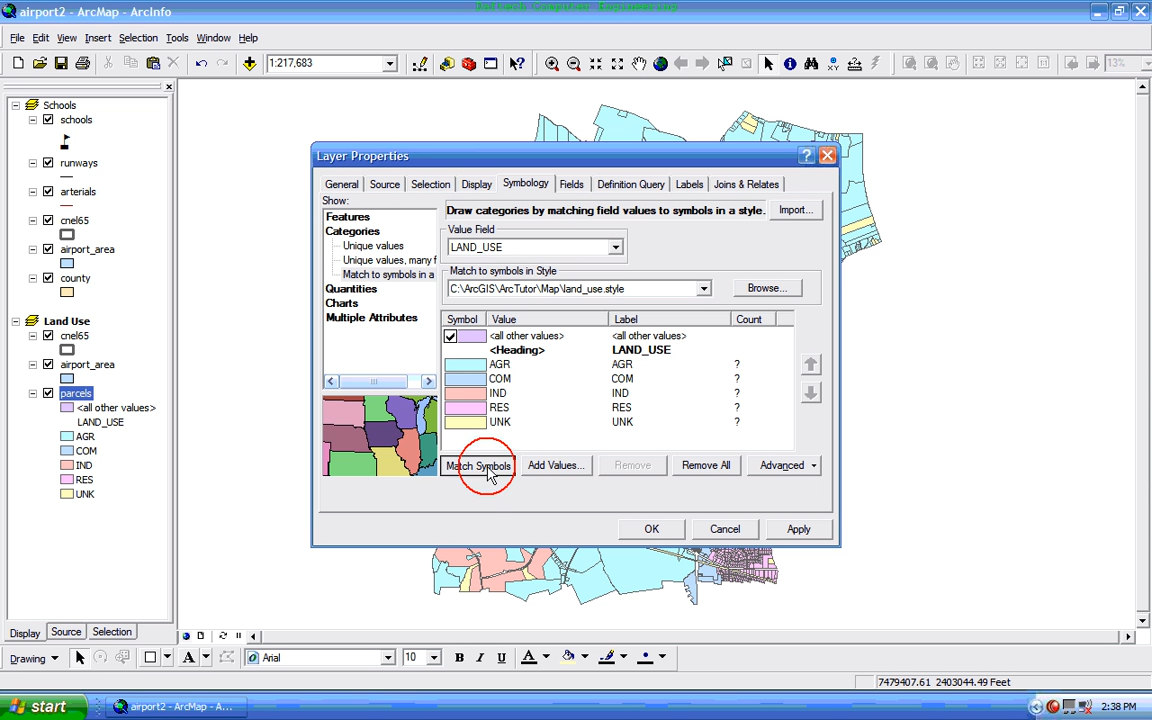 airport2 - ArcMap - ArcInfo
Dattech Computer Engineering
File Edit View Insert Selection Tools Window Help
1:217,683
13%
Schools
schools
runways
arterials
cnel65
airport_area
county
Land Use
cnel65
airport_area
parcels
<all other values>
LAND_USE
AGR
COM
IND
RES
UNK
Display Source Selection
Layer Properties
General Source Selection Display Symbology Fields Definition Query Labels Joins & Relates
Show:
Features
Categories
Unique values
Unique values, many f
Match to symbols in a
Quantities
Charts
Multiple Attributes
Draw categories by matching field values to symbols in a style.
Import...
Value Field
LAND_USE
Match to symbols in Style
C:\ArcGIS\ArcTutor\Map\land_use.style
Browse...
Symbol Value Label Count
<all other values> <all other values>
<Heading> LAND_USE
AGR AGR ?
COM COM ?
IND IND ?
RES RES ?
UNK UNK ?
Match Symbols Add Values... Remove Remove All Advanced
OK Cancel Apply
Drawing A Arial 10 B I U A
7479407.61 2403044.49 Feet
start airport2 - ArcMap - A... 2:38 PM